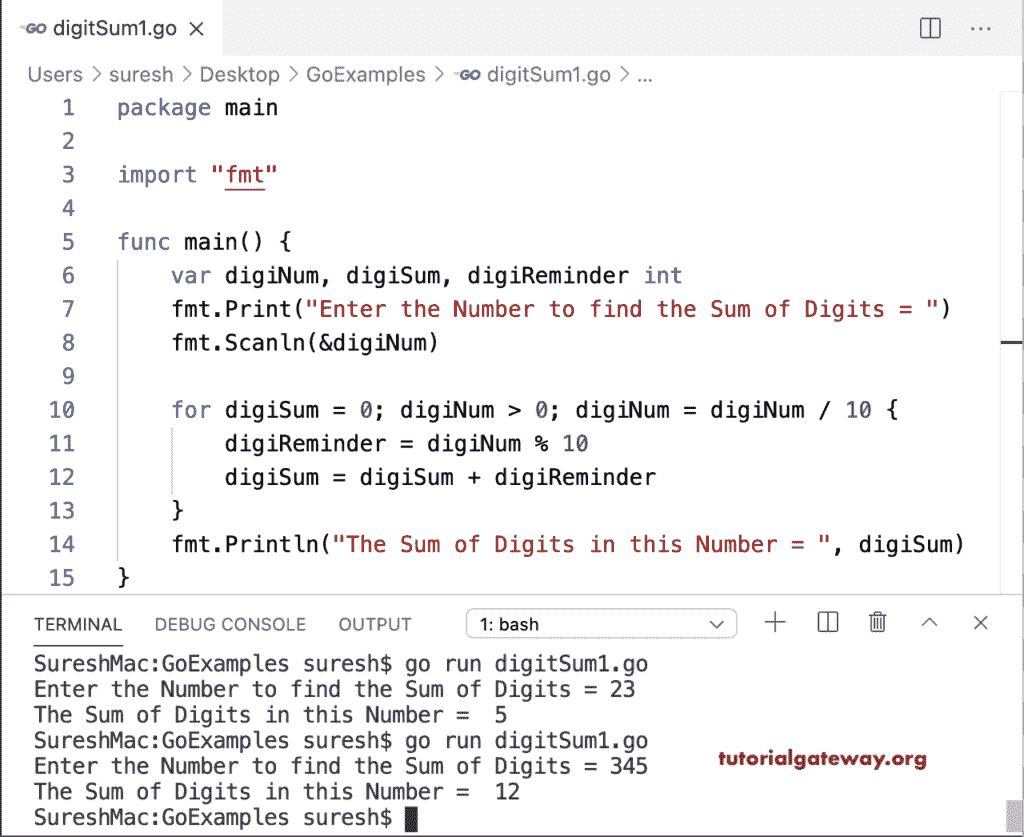 GO digitSum1.go
Users > suresh > Desktop > GoExamples > GO digitSum1.go > ...
1 package main
2
3 import "fmt"
4
5 func main() {
6     var digiNum, digiSum, digiReminder int
7     fmt.Print("Enter the Number to find the Sum of Digits = ")
8     fmt.Scanln(&digiNum)
9
10     for digiSum = 0; digiNum > 0; digiNum = digiNum / 10 {
11         digiReminder = digiNum % 10
12         digiSum = digiSum + digiReminder
13     }
14     fmt.Println("The Sum of Digits in this Number = ", digiSum)
15 }
TERMINAL DEBUG CONSOLE OUTPUT 1: bash
SureshMac:GoExamples suresh$ go run digitSum1.go
Enter the Number to find the Sum of Digits = 23
The Sum of Digits in this Number =  5
SureshMac:GoExamples suresh$ go run digitSum1.go
Enter the Number to find the Sum of Digits = 345
The Sum of Digits in this Number =  12
SureshMac:GoExamples suresh$
tutorialgateway.org